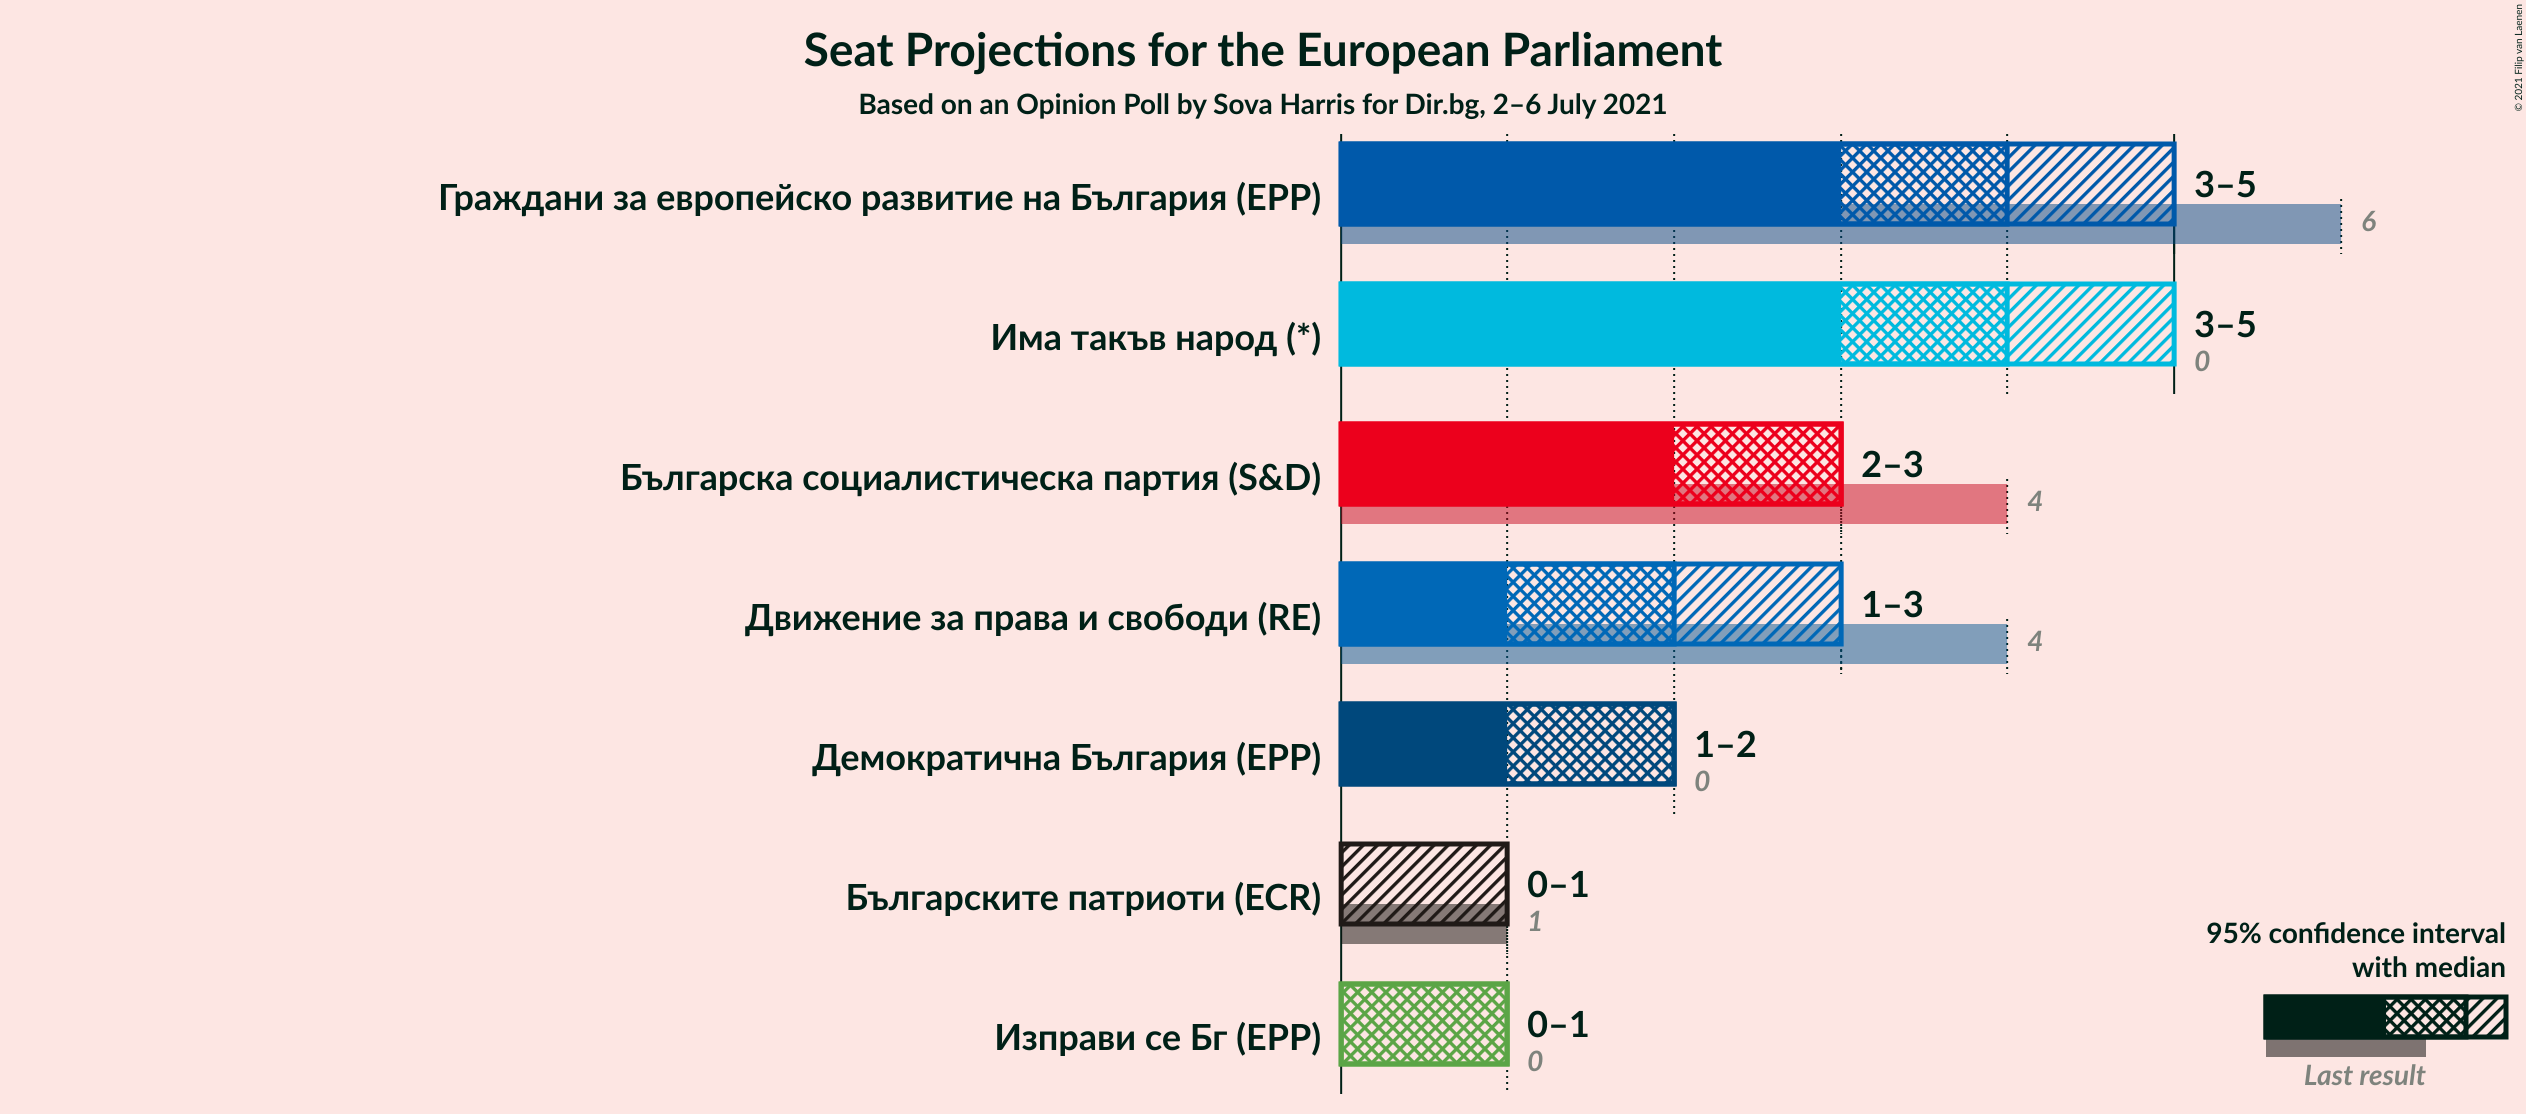 Seat Projections for the European Parliament
Based on an Opinion Poll by Sova Harris for Dir.bg, 2–6 July 2021
© 2021 Filip van Laenen
Граждани за европейско развитие на България (EPP)
3–5
6
Има такъв народ (*)
3–5
0
Българска социалистическа партия (S&D)
2–3
4
Движение за права и свободи (RE)
1–3
4
Демократична България (EPP)
1–2
0
Българските патриоти (ECR)
0–1
1
Изправи се Бг (EPP)
0–1
0
95% confidence interval
with median
Last result